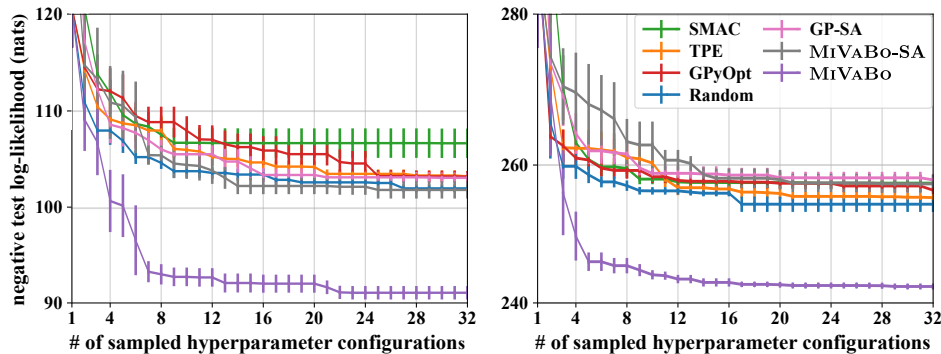 negative test log-likelihood (nats)
120
110
100
90
1 4 8 12 16 20 24 28 32
# of sampled hyperparameter configurations
280
260
240
SMAC
TPE
GPyOpt
Random
GP-SA
MIVABO-SA
MIVABO
1 4 8 12 16 20 24 28 32
# of sampled hyperparameter configurations